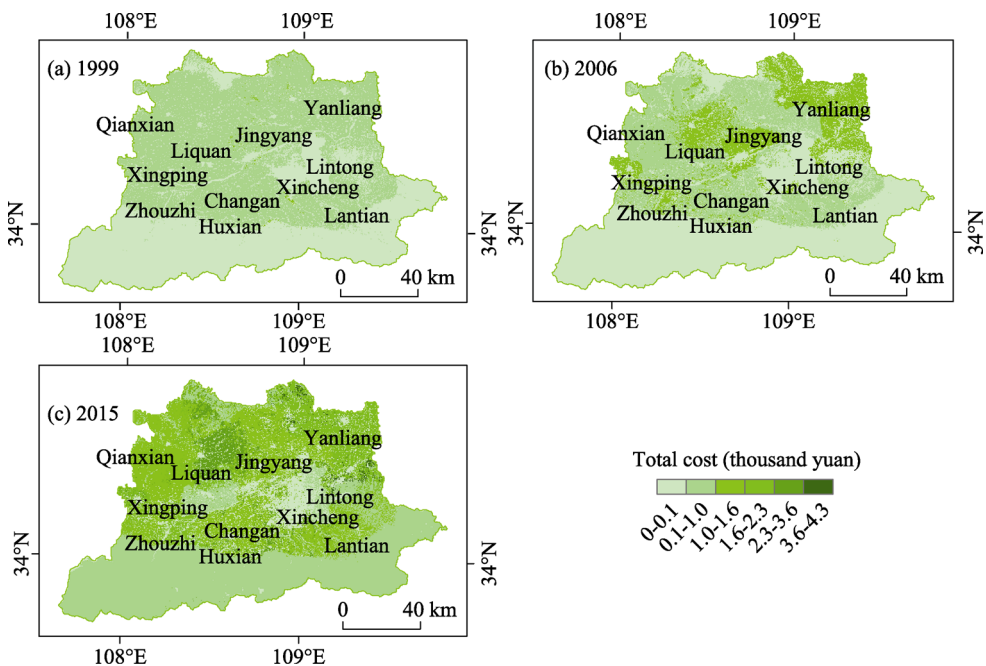 108°E
109°E
108°E
109°E
(a) 1999
Yanliang
Qianxian
Jingyang
Liquan
Lintong
Xingping
Xincheng
Changan
Zhouzhi
Lantian
Huxian
34°N
34°N
0
40 km
108°E
109°E
(b) 2006
Yanliang
Qianxian
Jingyang
Liquan
Lintong
Xingping
Xincheng
Changan
Zhouzhi
Lantian
Huxian
34°N
34°N
0
40 km
108°E
109°E
108°E
109°E
(c) 2015
Yanliang
Qianxian
Jingyang
Liquan
Lintong
Xingping
Xincheng
Changan
Zhouzhi
Lantian
Huxian
34°N
34°N
0
40 km
108°E
109°E
Total cost (thousand yuan)
0-0.1
0.1-1.0
1.0-1.6
1.6-2.3
2.3-3.6
3.6-4.3